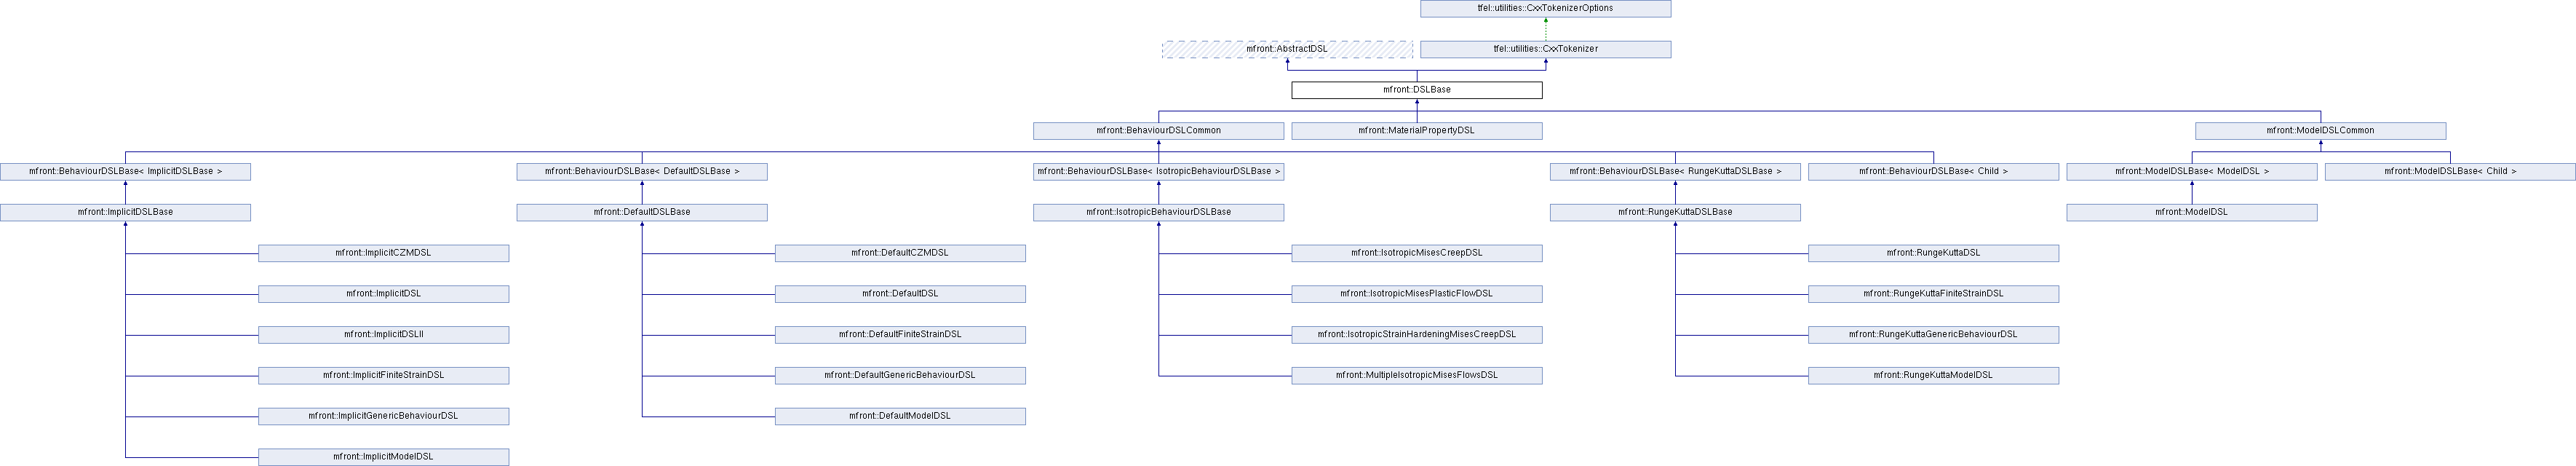 tfel::utilities::CxxTokenizerOptions
mfront::AbstractDSL
tfel::utilities::CxxTokenizer
mfront::DSLBase
mfront::BehaviourDSLCommon
mfront::MaterialPropertyDSL
mfront::ModelDSLCommon
mfront::BehaviourDSLBase< ImplicitDSLBase >
mfront::BehaviourDSLBase< DefaultDSLBase >
mfront::BehaviourDSLBase< IsotropicBehaviourDSLBase >
mfront::BehaviourDSLBase< RungeKuttaDSLBase >
mfront::BehaviourDSLBase< Child >
mfront::ModelDSLBase< ModelDSL >
mfront::ModelDSLBase< Child >
mfront::ImplicitDSLBase
mfront::DefaultDSLBase
mfront::IsotropicBehaviourDSLBase
mfront::RungeKuttaDSLBase
mfront::ModelDSL
mfront::ImplicitCZMDSL
mfront::DefaultCZMDSL
mfront::IsotropicMisesCreepDSL
mfront::RungeKuttaDSL
mfront::ImplicitDSL
mfront::DefaultDSL
mfront::IsotropicMisesPlasticFlowDSL
mfront::RungeKuttaFiniteStrainDSL
mfront::ImplicitDSLII
mfront::DefaultFiniteStrainDSL
mfront::IsotropicStrainHardeningMisesCreepDSL
mfront::RungeKuttaGenericBehaviourDSL
mfront::ImplicitFiniteStrainDSL
mfront::DefaultGenericBehaviourDSL
mfront::MultipleIsotropicMisesFlowsDSL
mfront::RungeKuttaModelDSL
mfront::ImplicitGenericBehaviourDSL
mfront::DefaultModelDSL
mfront::ImplicitModelDSL